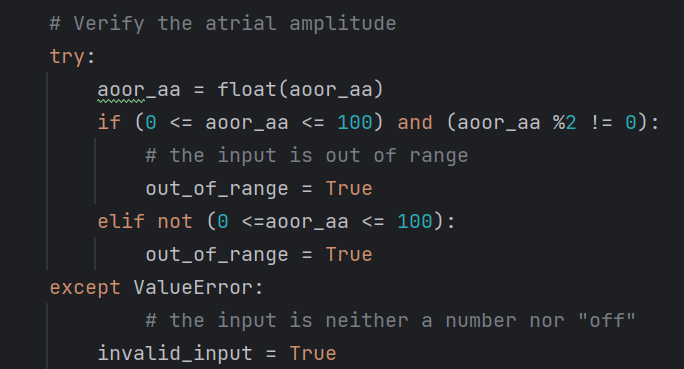 # Verify the atrial amplitude
try:
    aoor_aa = float(aoor_aa)
    if (0 <= aoor_aa <= 100) and (aoor_aa %2 != 0):
        # the input is out of range
        out_of_range = True
    elif not (0 <=aoor_aa <= 100):
        out_of_range = True
except ValueError:
        # the input is neither a number nor "off"
    invalid_input = True